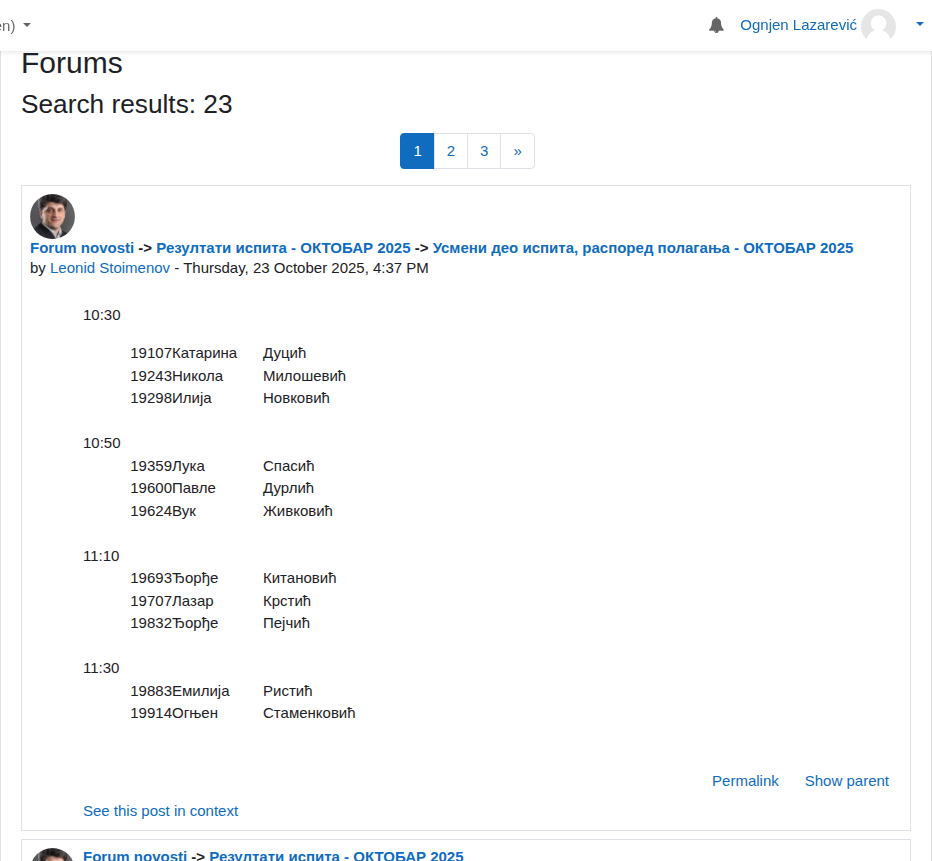 en)
Ognjen Lazarević
Forums
Search results: 23
1 2 3 »
Forum novosti -> Резултати испита - ОКТОБАР 2025 -> Усмени део испита, распоред полагања - ОКТОБАР 2025
by Leonid Stoimenov - Thursday, 23 October 2025, 4:37 PM
10:30
19107Катарина Дуцић
19243Никола Милошевић
19298Илија Новковић
10:50
19359Лука Спасић
19600Павле Дурлић
19624Вук Живковић
11:10
19693Ђорђе Китановић
19707Лазар Крстић
19832Ђорђе Пејчић
11:30
19883Емилија Ристић
19914Огњен Стаменковић
Permalink Show parent
See this post in context
Forum novosti -> Резултати испита - ОКТОБАР 2025